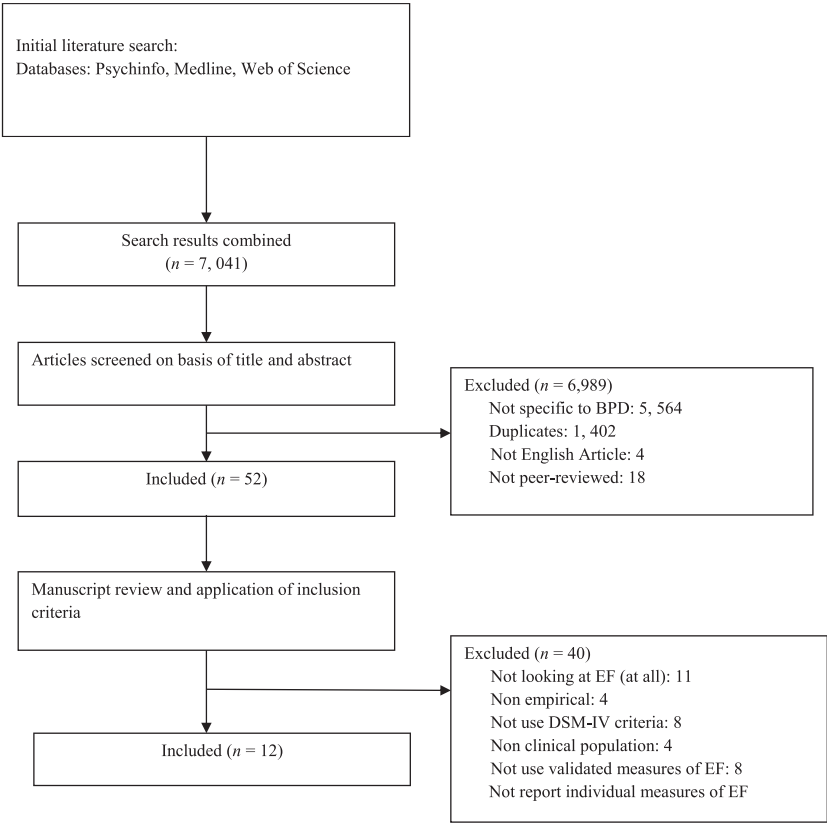 Initial literature search:
Databases: Psychinfo, Medline, Web of Science
Search results combined
(n = 7, 041)
Articles screened on basis of title and abstract
Excluded (n = 6,989)
Not specific to BPD: 5, 564
Duplicates: 1, 402
Not English Article: 4
Not peer-reviewed: 18
Included (n = 52)
Manuscript review and application of inclusion
criteria
Excluded (n = 40)
Not looking at EF (at all): 11
Non empirical: 4
Not use DSM-IV criteria: 8
Non clinical population: 4
Not use validated measures of EF: 8
Not report individual measures of EF
Included (n = 12)